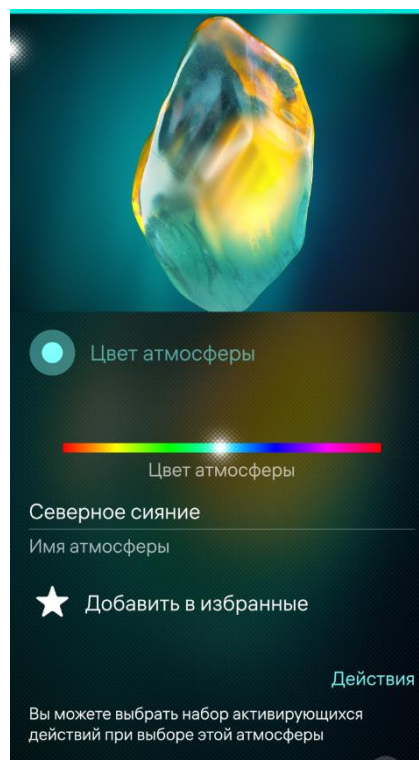 Цвет атмосферы
Цвет атмосферы
Северное сияние
Имя атмосферы
Добавить в избранные
Действия
Вы можете выбрать набор активирующихся
действий при выборе этой атмосферы